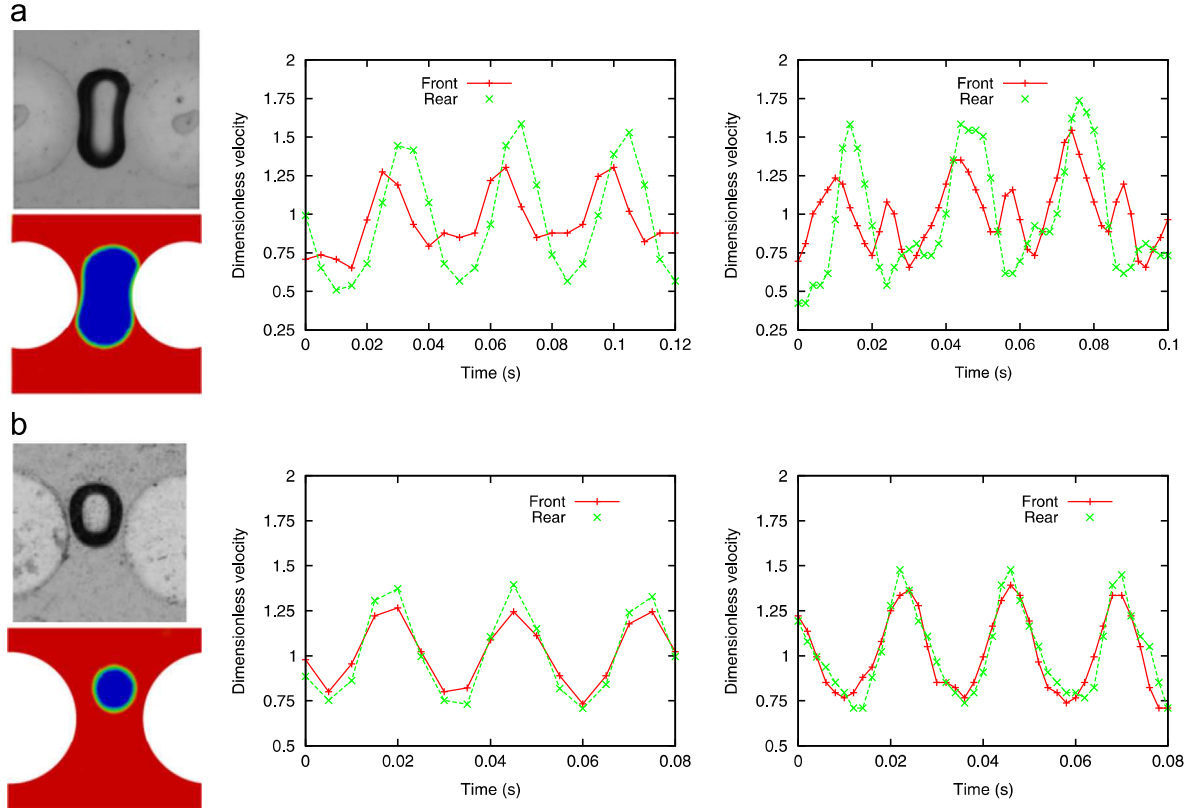 a
Front
Rear
Dimensionless velocity
2
1.75
1.5
1.25
1
0.75
0.5
0.25
0 0.02 0.04 0.06 0.08 0.1 0.12
Time (s)
Front
Rear
Dimensionless velocity
2
1.75
1.5
1.25
1
0.75
0.5
0.25
0 0.02 0.04 0.06 0.08 0.1
Time (s)
b
Front
Rear
Dimensionless velocity
2
1.75
1.5
1.25
1
0.75
0.5
0 0.02 0.04 0.06 0.08
Time (s)
Front
Rear
Dimensionless velocity
2
1.75
1.5
1.25
1
0.75
0.5
0 0.02 0.04 0.06 0.08
Time (s)